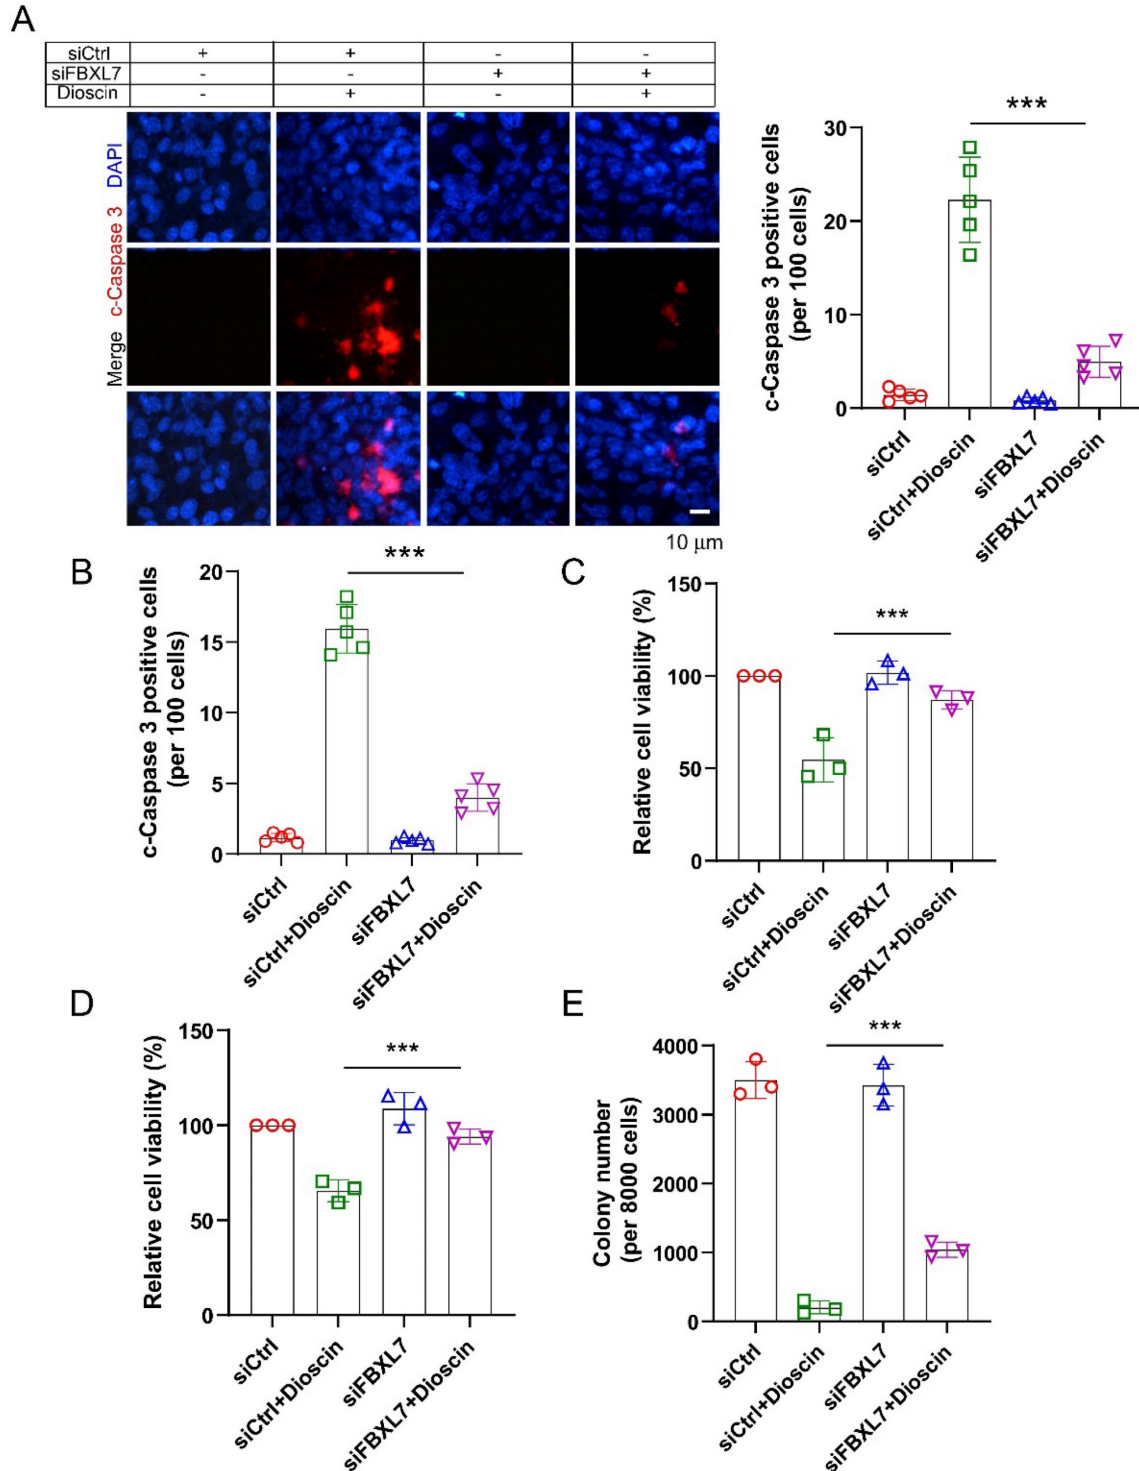 A
siCtrl + + - -
siFBXL7 - - + +
Dioscin - + - +
Merge c-Caspase 3 DAPI
10 μm
***
c-Caspase 3 positive cells
(per 100 cells)
30
20
10
0
siCtrl
siCtrl+Dioscin
siFBXL7
siFBXL7+Dioscin
B
***
c-Caspase 3 positive cells
(per 100 cells)
20
15
10
5
0
siCtrl
siCtrl+Dioscin
siFBXL7
siFBXL7+Dioscin
C
***
Relative cell viability (%)
150
100
50
0
siCtrl
siCtrl+Dioscin
siFBXL7
siFBXL7+Dioscin
D
***
Relative cell viability (%)
150
100
50
0
siCtrl
siCtrl+Dioscin
siFBXL7
siFBXL7+Dioscin
E
***
Colony number
(per 8000 cells)
4000
3000
2000
1000
0
siCtrl
siCtrl+Dioscin
siFBXL7
siFBXL7+Dioscin